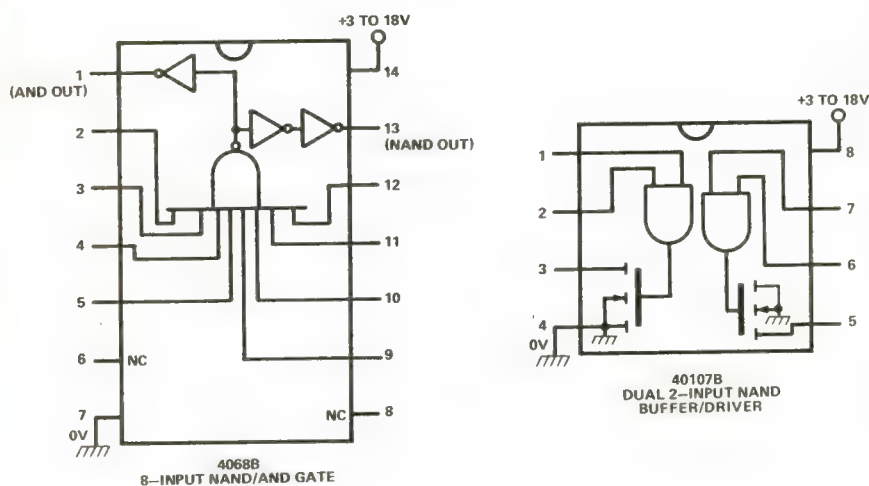 +3 TO 18V
1
(AND OUT)
14
2
13
(NAND OUT)
3
12
4
11
5
10
6
NC
9
7
0V
NC
8
4068B
8–INPUT NAND/AND GATE
+3 TO 18V
1
8
2
7
3
6
4
0V
5
40107B
DUAL 2–INPUT NAND
BUFFER/DRIVER